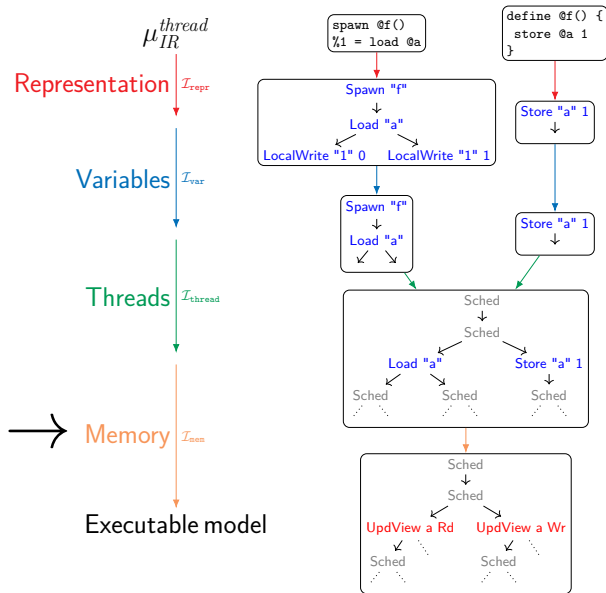 μ_IR^thread
Representation
I_repr
Variables
I_var
Threads
I_thread
Memory
I_mem
Executable model
spawn @f()
%1 = load @a
define @f() {
store @a 1
}
Spawn "f"
Load "a"
LocalWrite "1" 0 LocalWrite "1" 1
Store "a" 1
Spawn "f"
Load "a"
Store "a" 1
Sched
Sched
Load "a" Store "a" 1
Sched Sched Sched
Sched
Sched
UpdView a Rd UpdView a Wr
Sched Sched